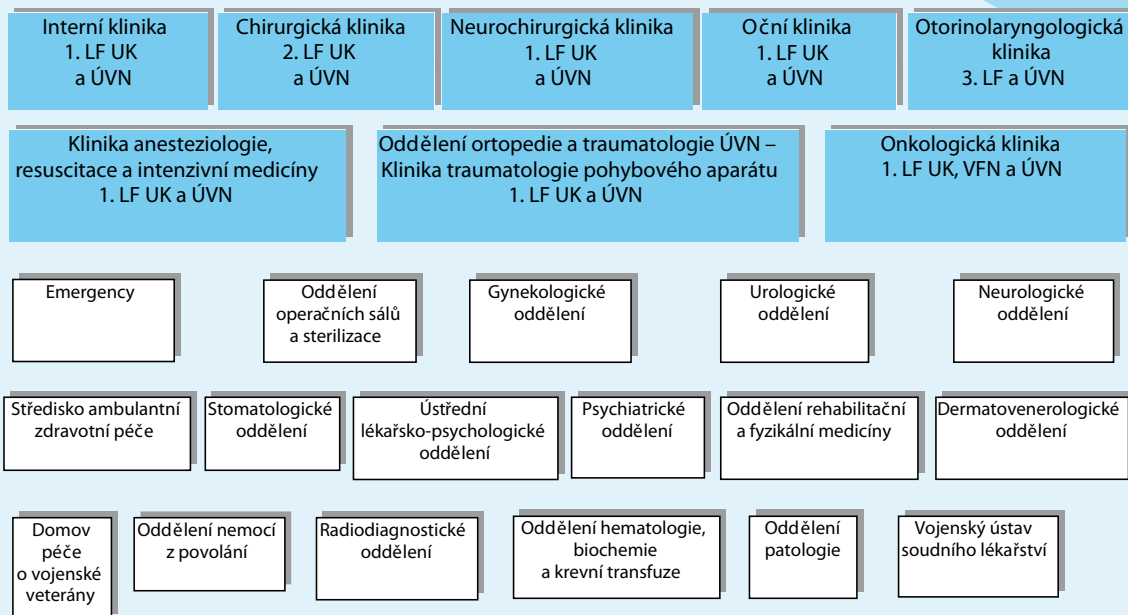 Interní klinika
1. LF UK
a ÚVN
Chirurgická klinika
2. LF UK
a ÚVN
Neurochirurgická klinika
1. LF UK
a ÚVN
Oční klinika
1. LF UK
a ÚVN
Otorinolaryngologická
klinika
3. LF a ÚVN
Klinika anesteziologie,
resuscitace a intenzivní medicíny
1. LF UK a ÚVN
Oddělení ortopedie a traumatologie ÚVN –
Klinika traumatologie pohybového aparátu
1. LF UK a ÚVN
Onkologická klinika
1. LF UK, VFN a ÚVN
Emergency
Oddělení
operačních sálů
a sterilizace
Gynekologické
oddělení
Urologické
oddělení
Neurologické
oddělení
Středisko ambulantní
zdravotní péče
Stomatologické
oddělení
Ústřední
lékařsko-psychologické
oddělení
Psychiatrické
oddělení
Oddělení rehabilitační
a fyzikální medicíny
Dermatovenerologické
oddělení
Domov
péče
o vojenské
veterány
Oddělení nemocí
z povolání
Radiodiagnostické
oddělení
Oddělení hematologie,
biochemie
a krevní transfuze
Oddělení
patologie
Vojenský ústav
soudního lékařství